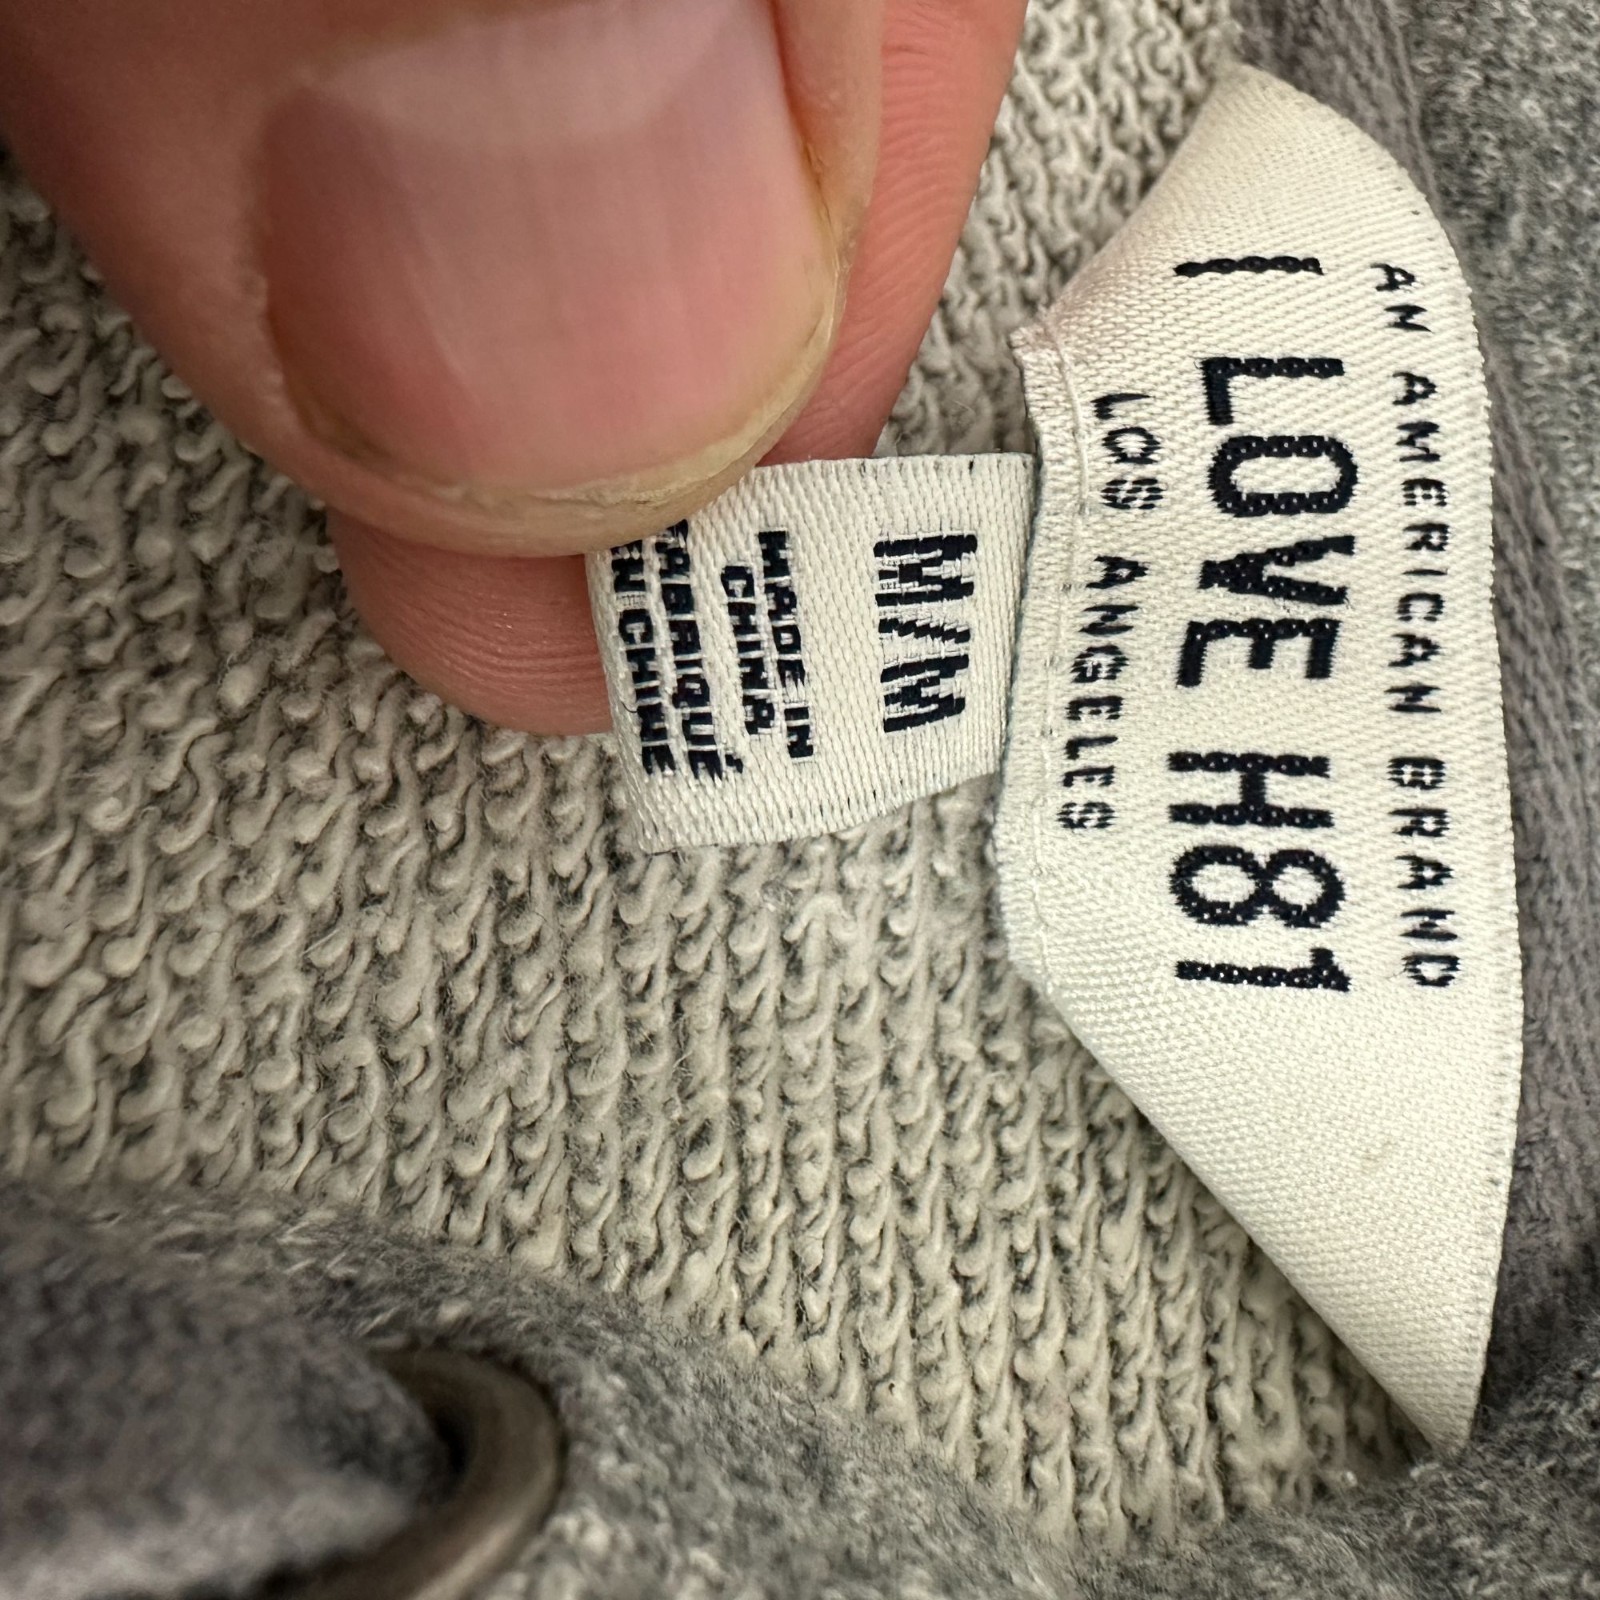 AN AMERICAN BRAND
I LOVE H81
LOS ANGELES
M/M
MADE IN
CHINA
FABRIQUÉ
EN CHINE